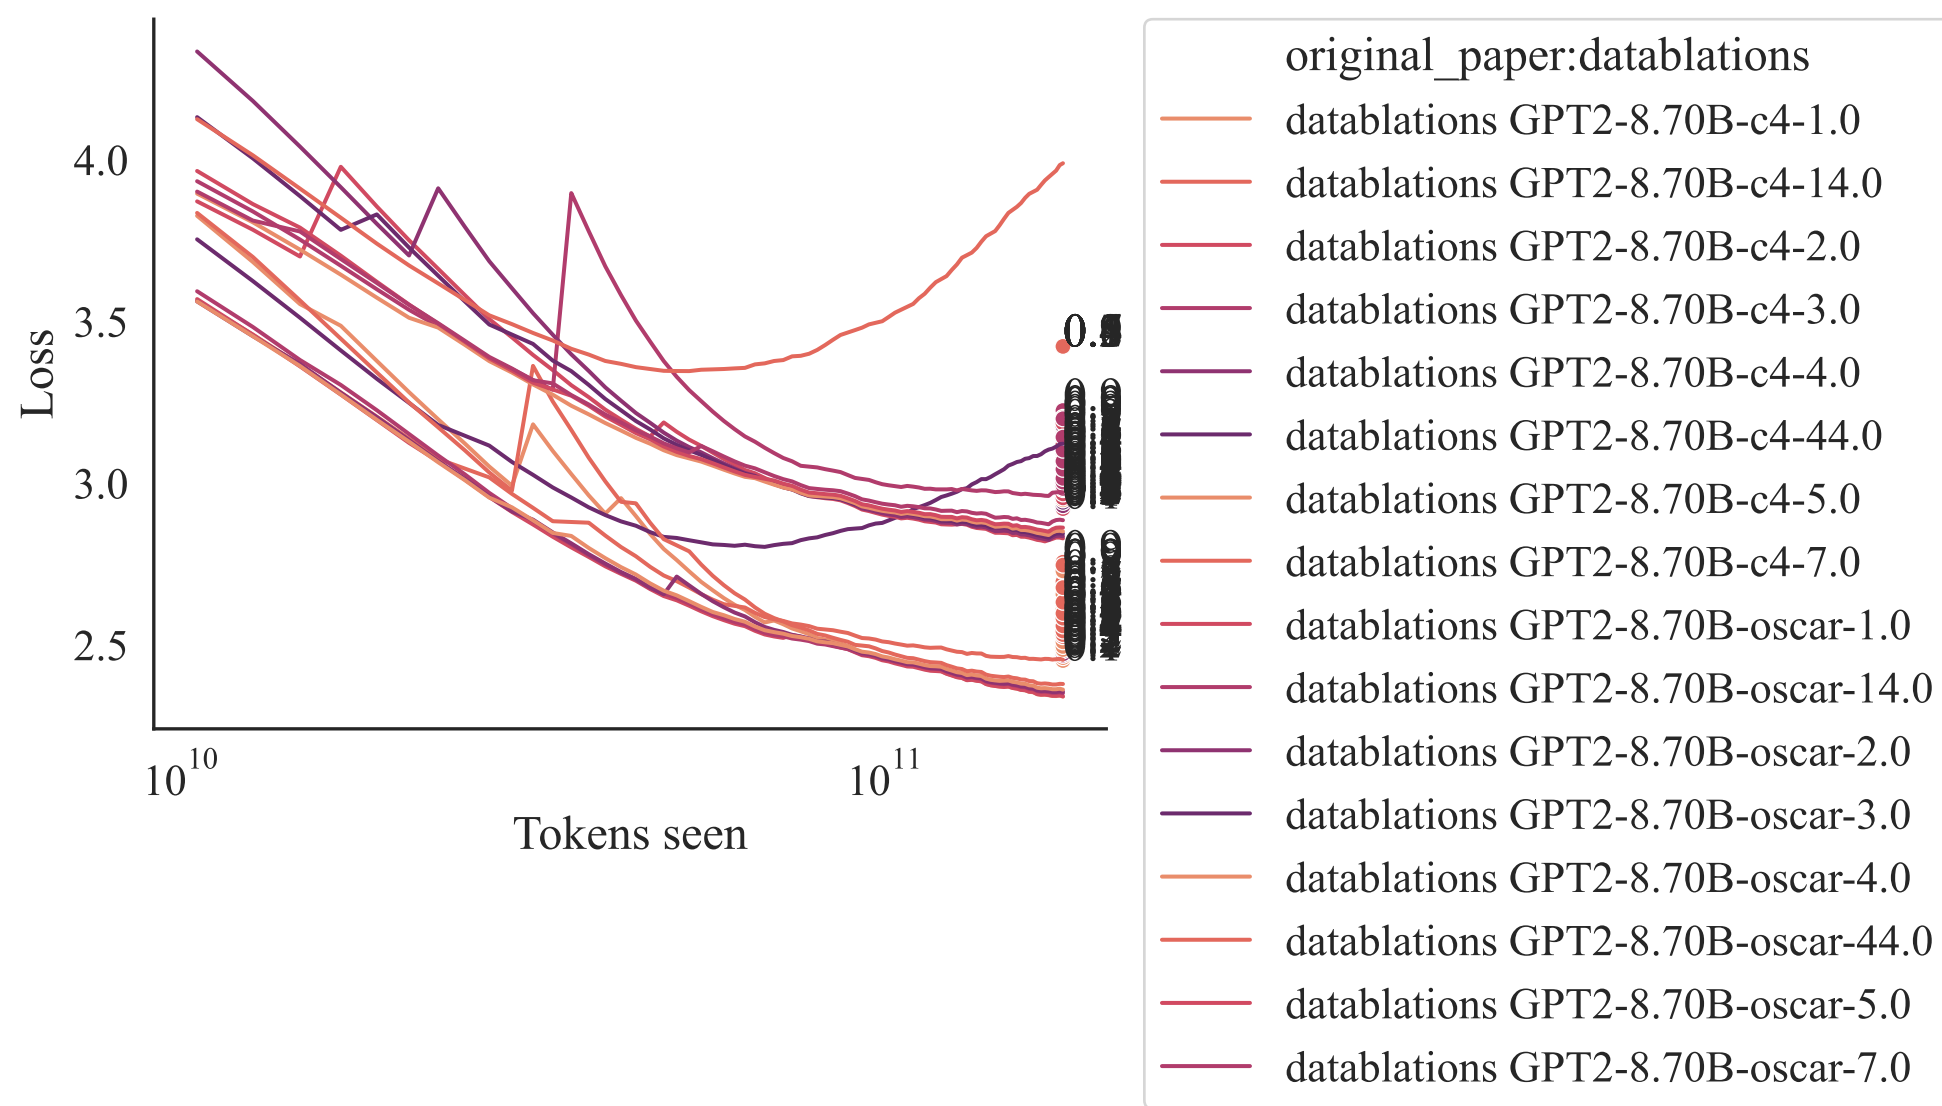 4.0
3.5
3.0
2.5
Loss
10^10
10^11
Tokens seen
original_paper:datablations
datablations GPT2-8.70B-c4-1.0
datablations GPT2-8.70B-c4-14.0
datablations GPT2-8.70B-c4-2.0
datablations GPT2-8.70B-c4-3.0
datablations GPT2-8.70B-c4-4.0
datablations GPT2-8.70B-c4-44.0
datablations GPT2-8.70B-c4-5.0
datablations GPT2-8.70B-c4-7.0
datablations GPT2-8.70B-oscar-1.0
datablations GPT2-8.70B-oscar-14.0
datablations GPT2-8.70B-oscar-2.0
datablations GPT2-8.70B-oscar-3.0
datablations GPT2-8.70B-oscar-4.0
datablations GPT2-8.70B-oscar-44.0
datablations GPT2-8.70B-oscar-5.0
datablations GPT2-8.70B-oscar-7.0